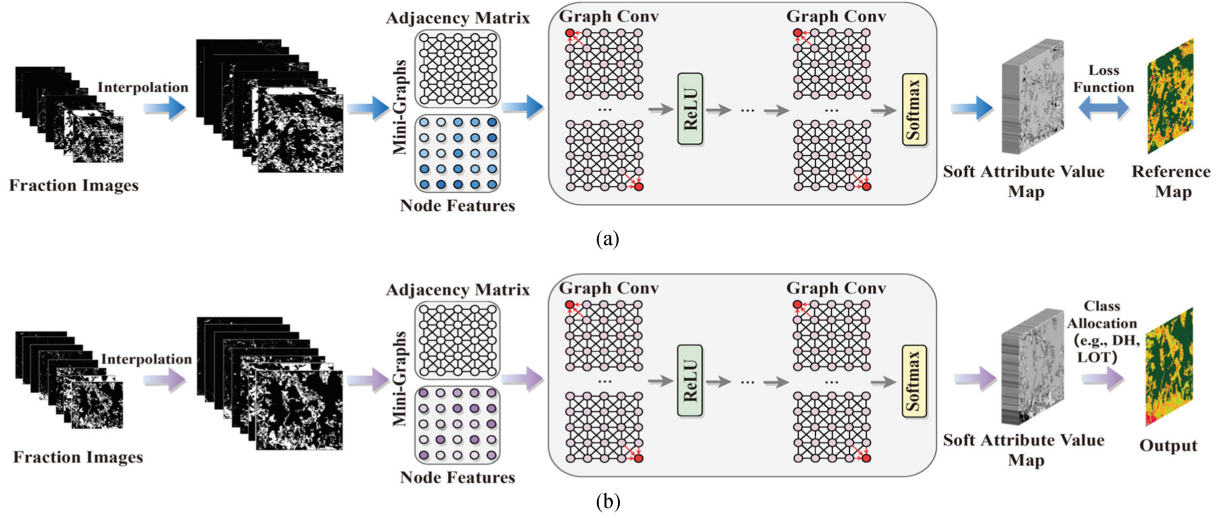 Adjacency Matrix
Graph Conv
Graph Conv
Interpolation
Mini-Graphs
...
...
...
ReLU
Softmax
Loss
Function
Fraction Images
Node Features
Soft Attribute Value
Map
Reference
Map
(a)
Adjacency Matrix
Graph Conv
Graph Conv
Interpolation
Mini-Graphs
...
...
...
ReLU
Softmax
Class
Allocation
(e.g., DH,
LOT)
Fraction Images
Node Features
Soft Attribute Value
Map
Output
(b)